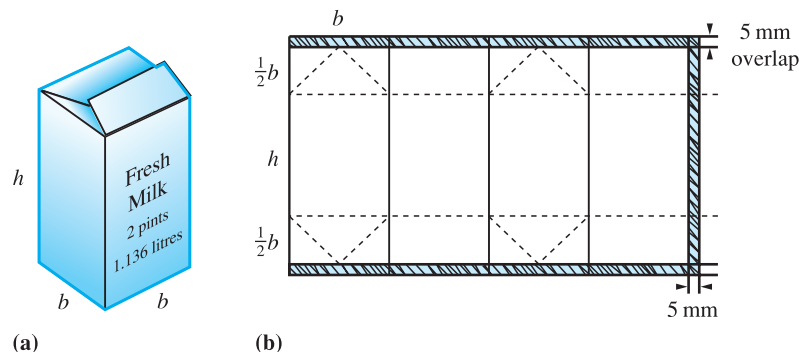 h
Fresh
Milk
2 pints
1.136 litres
b
b
(a)
b
5 mm
overlap
½b
h
½b
5 mm
(b)